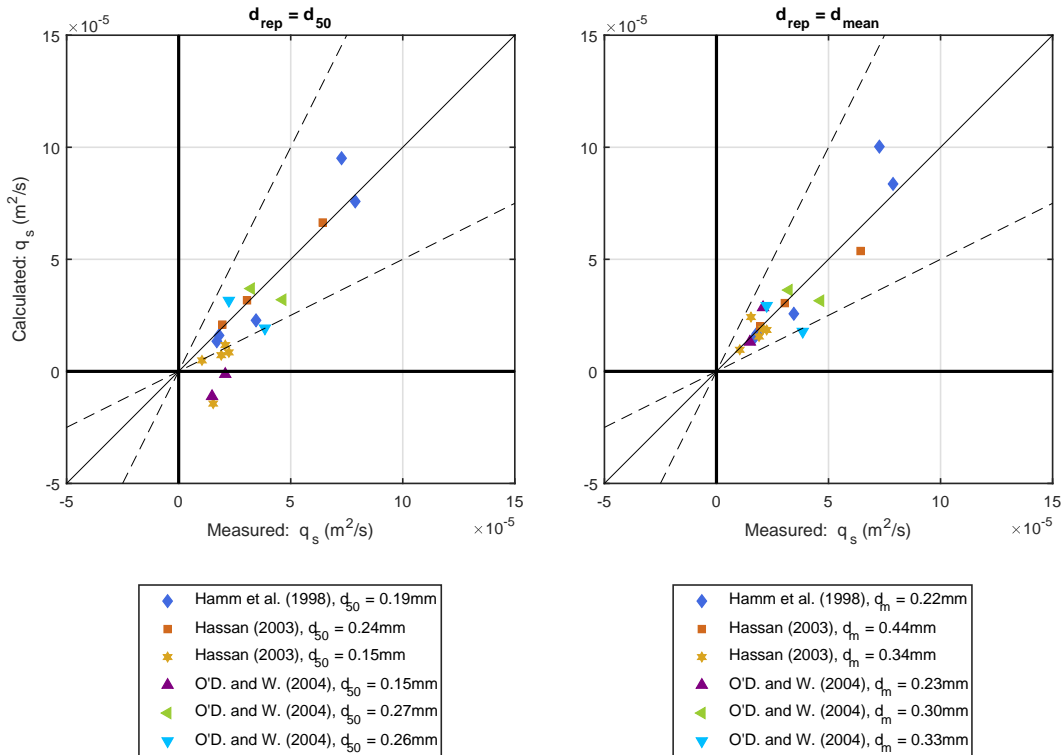 d_rep = d_50
×10^-5
15
10
5
0
-5
Calculated: q_s (m^2/s)
-5 0 5 10 15
×10^-5
Measured: q_s (m^2/s)
Hamm et al. (1998), d_50 = 0.19mm
Hassan (2003), d_50 = 0.24mm
Hassan (2003), d_50 = 0.15mm
O'D. and W. (2004), d_50 = 0.15mm
O'D. and W. (2004), d_50 = 0.27mm
O'D. and W. (2004), d_50 = 0.26mm
d_rep = d_mean
×10^-5
15
10
5
0
-5
-5 0 5 10 15
×10^-5
Measured: q_s (m^2/s)
Hamm et al. (1998), d_m = 0.22mm
Hassan (2003), d_m = 0.44mm
Hassan (2003), d_m = 0.34mm
O'D. and W. (2004), d_m = 0.23mm
O'D. and W. (2004), d_m = 0.30mm
O'D. and W. (2004), d_m = 0.33mm